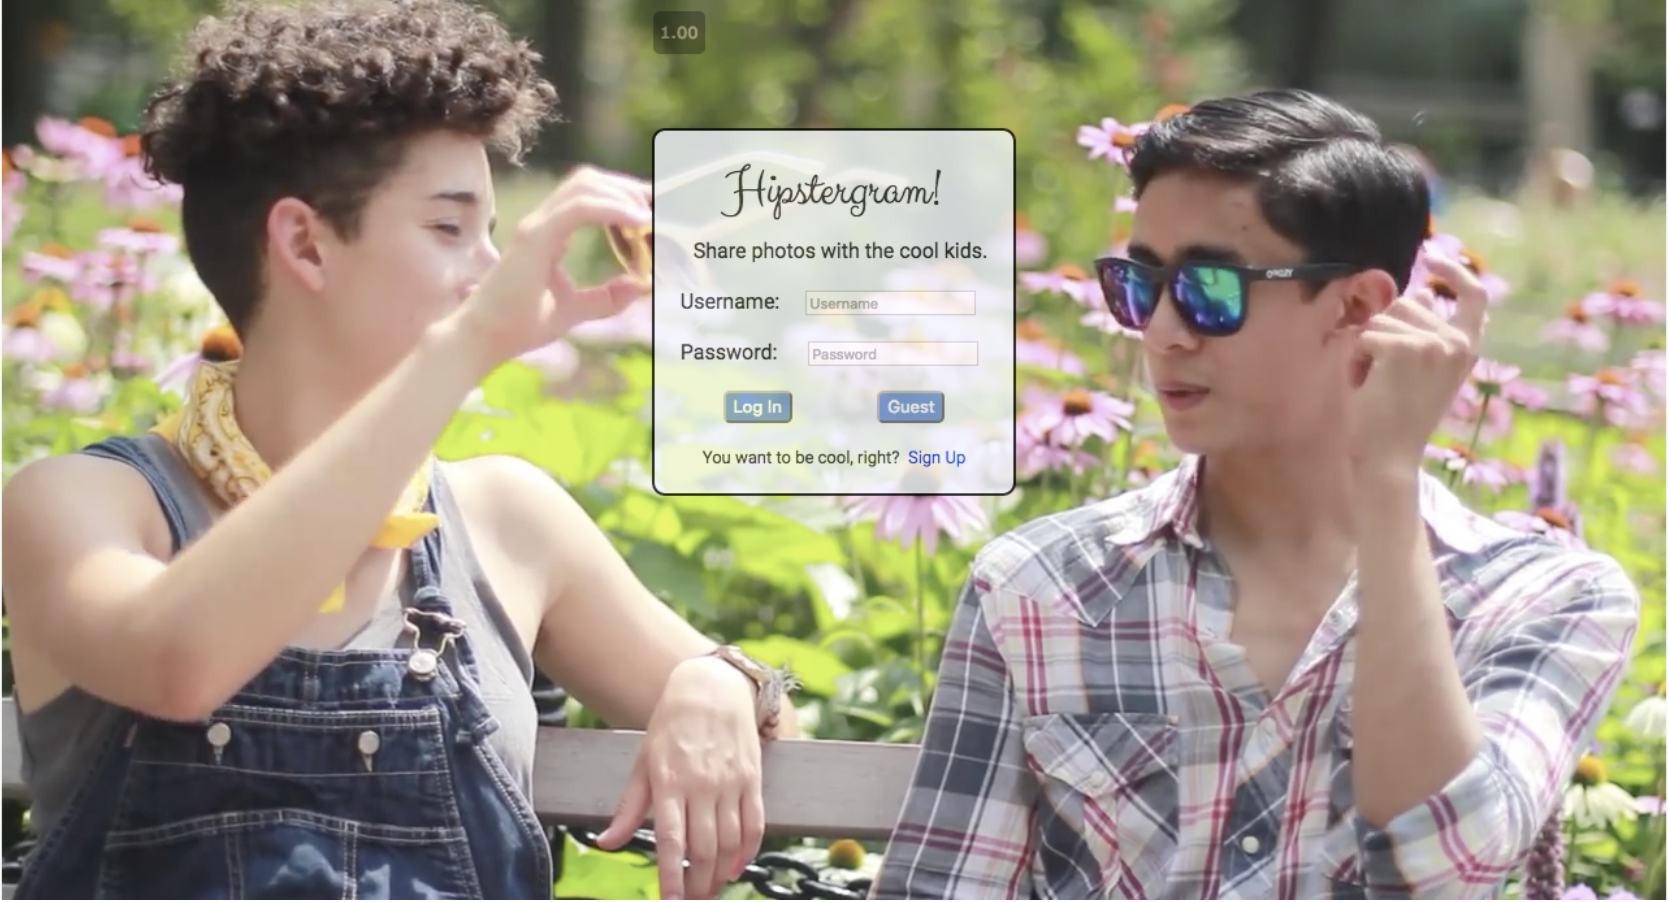 1.00
Hipstergram!
Share photos with the cool kids.
Username: Username
Password: Password
Log In Guest
You want to be cool, right? Sign Up